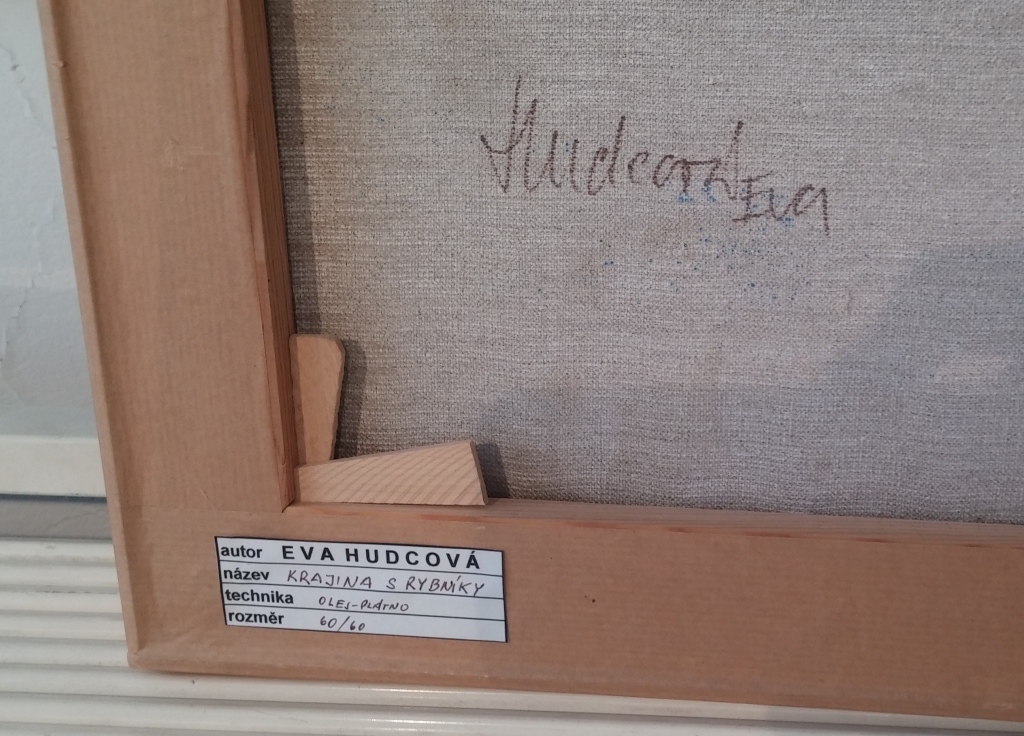 Hudcová Eva
autor EVA HUDCOVÁ
název KRAJINA S RYBNÍKY
technika OLEJ-PLÁTNO
rozměr 60/60